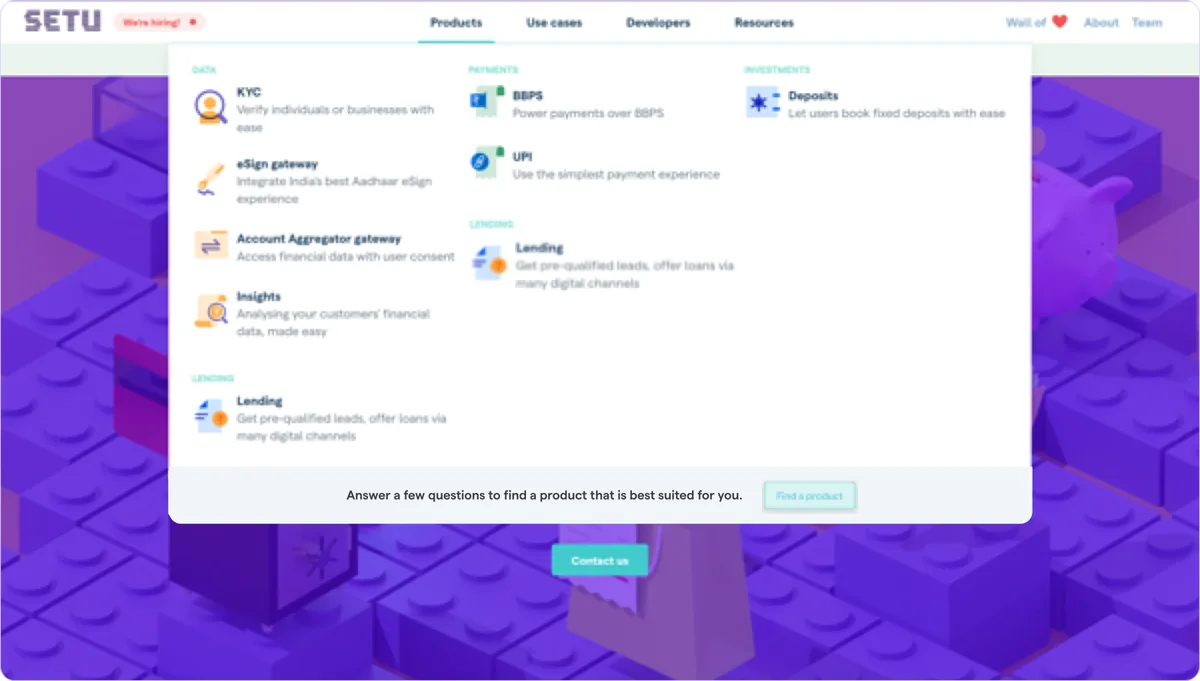 SETU
We're hiring!
Products
Use cases
Developers
Resources
Wall of ❤️
About
Team
DATA
KYC
Verify individuals or businesses with
ease
eSign gateway
Integrate India's best Aadhaar eSign
experience
Account Aggregator gateway
Access financial data with user consent
Insights
Analysing your customers' financial
data, made easy
LENDING
Lending
Get pre-qualified leads, offer loans via
many digital channels
PAYMENTS
BBPS
Power payments over BBPS
UPI
Use the simplest payment experience
LENDING
Lending
Get pre-qualified leads, offer loans via
many digital channels
INVESTMENTS
Deposits
Let users book fixed deposits with ease
Answer a few questions to find a product that is best suited for you.
Find a product
Contact us